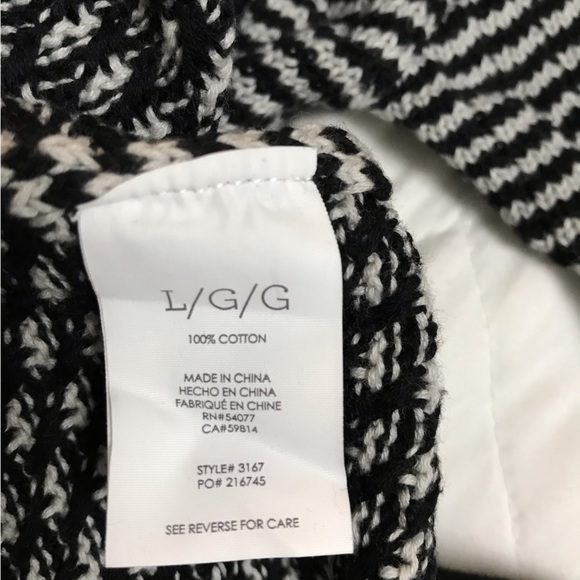 L/G/G
100% COTTON
MADE IN CHINA
HECHO EN CHINA
FABRIQUÉ EN CHINE
RN#54077
CA#59814
STYLE# 3167
PO# 216745
SEE REVERSE FOR CARE